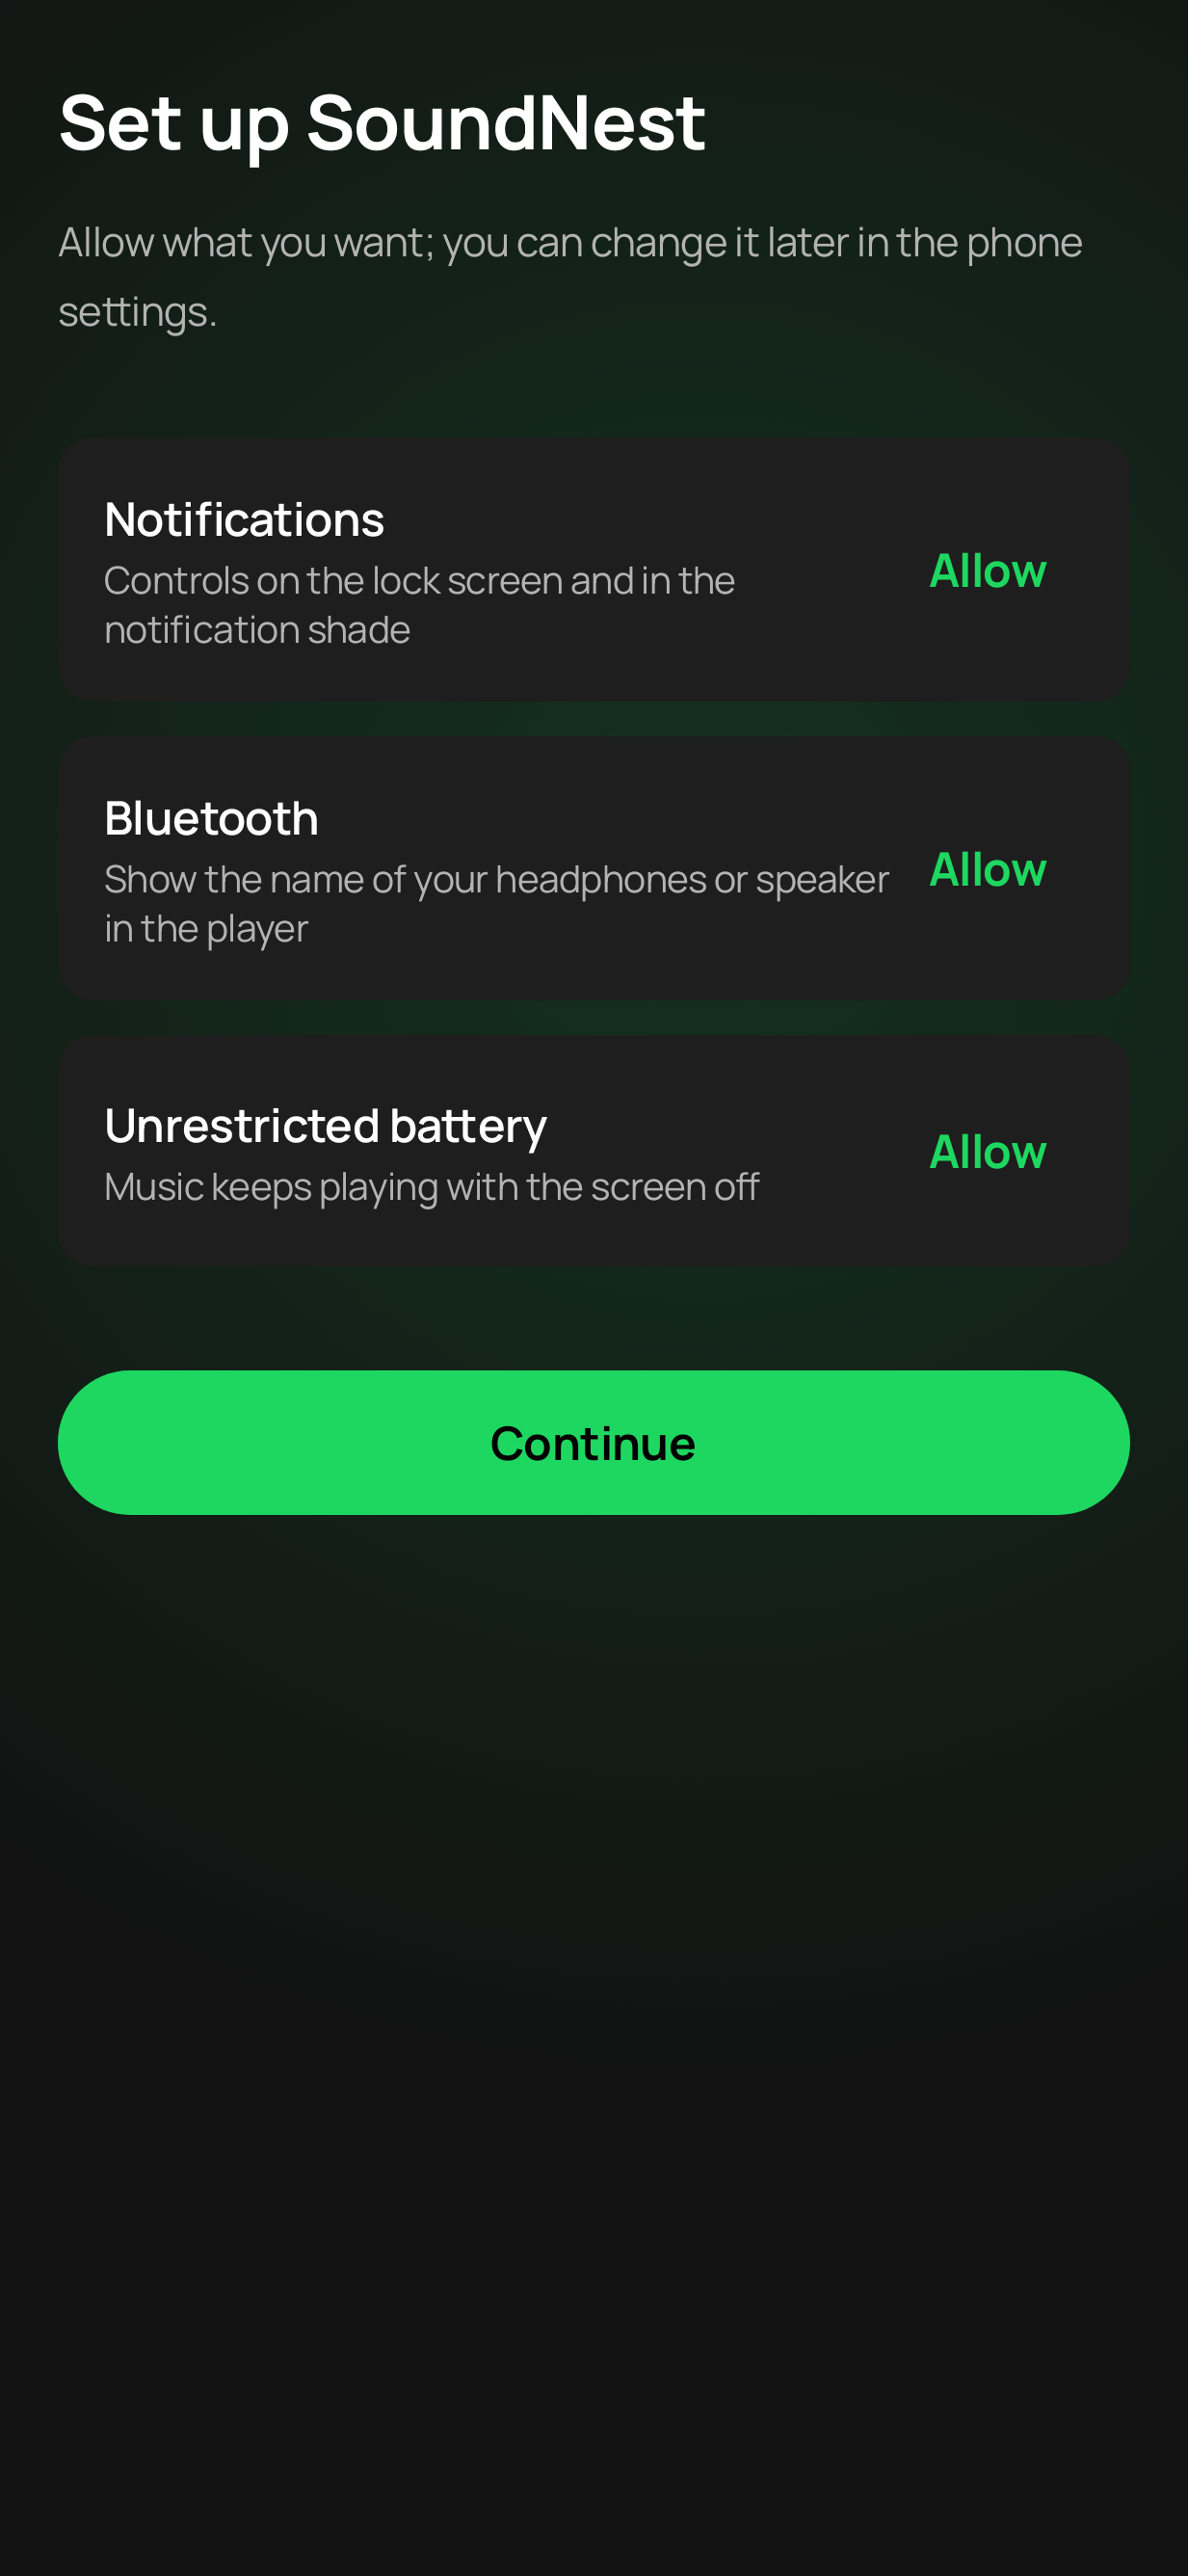 Set up SoundNest
Allow what you want; you can change it later in the phone
settings.
Notifications
Controls on the lock screen and in the
notification shade
Allow
Bluetooth
Show the name of your headphones or speaker
in the player
Allow
Unrestricted battery
Music keeps playing with the screen off
Allow
Continue